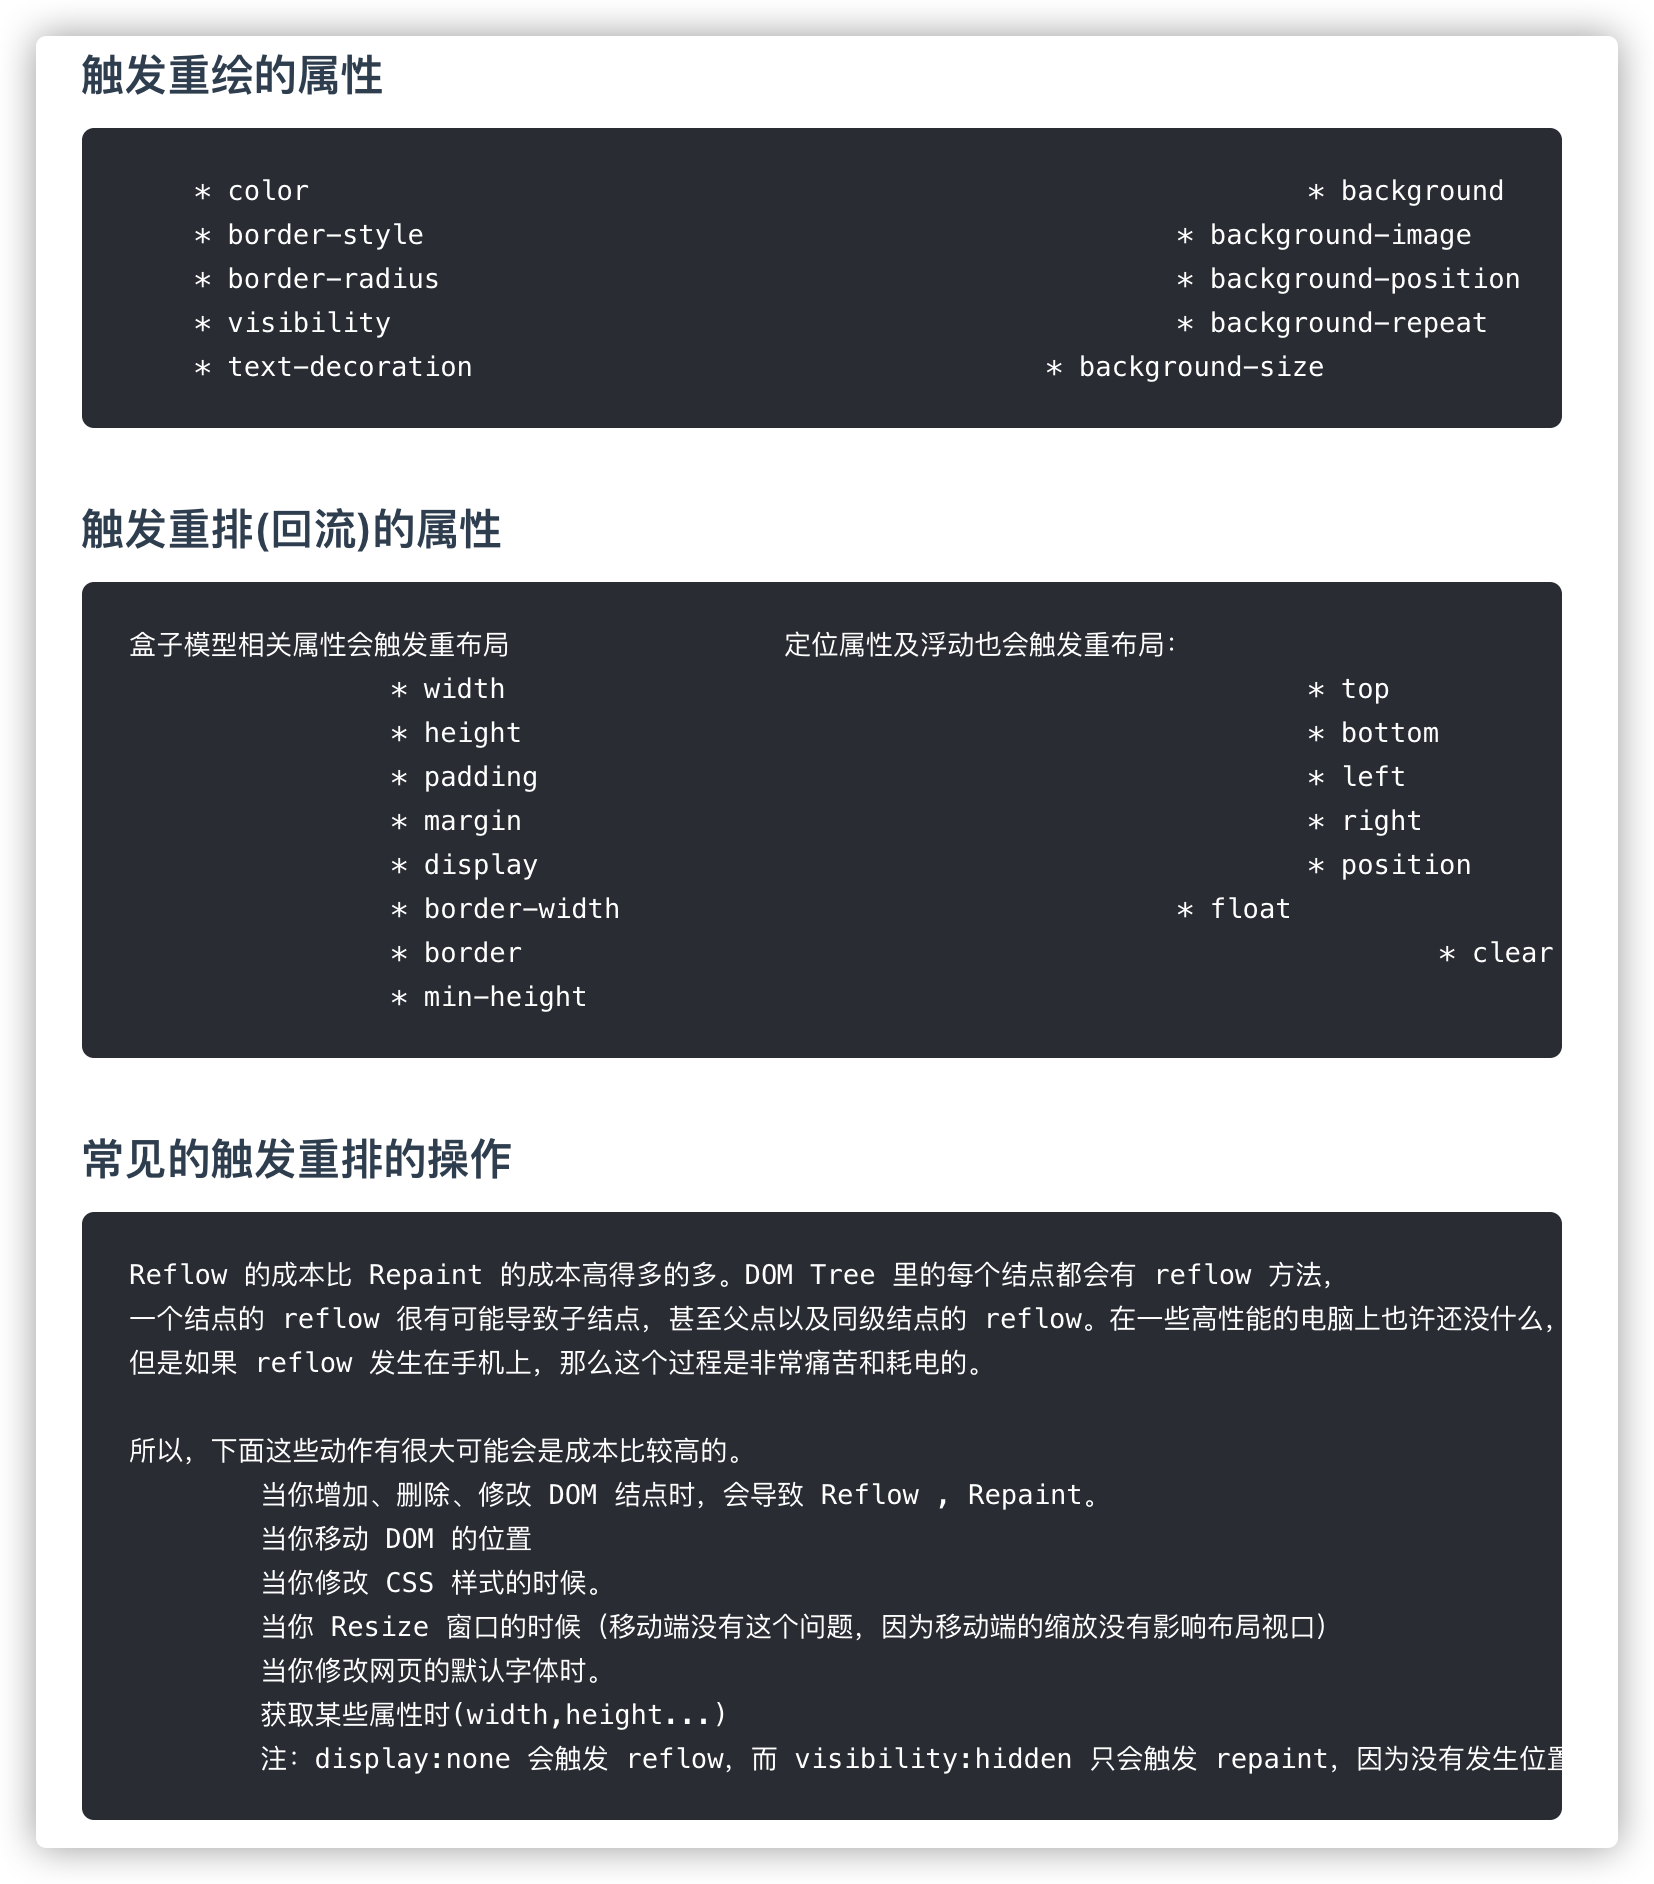 触发重绘的属性
* color * background
* border-style * background-image
* border-radius * background-position
* visibility * background-repeat
* text-decoration * background-size
触发重排(回流)的属性
盒子模型相关属性会触发重布局 定位属性及浮动也会触发重布局：
* width * top
* height * bottom
* padding * left
* margin * right
* display * position
* border-width * float
* border * clear
* min-height
常见的触发重排的操作
Reflow 的成本比 Repaint 的成本高得多的多。DOM Tree 里的每个结点都会有 reflow 方法，
一个结点的 reflow 很有可能导致子结点，甚至父点以及同级结点的 reflow。在一些高性能的电脑上也许还没什么，
但是如果 reflow 发生在手机上，那么这个过程是非常痛苦和耗电的。
所以，下面这些动作有很大可能会是成本比较高的。
当你增加、删除、修改 DOM 结点时，会导致 Reflow , Repaint。
当你移动 DOM 的位置
当你修改 CSS 样式的时候。
当你 Resize 窗口的时候（移动端没有这个问题，因为移动端的缩放没有影响布局视口）
当你修改网页的默认字体时。
获取某些属性时(width,height...)
注：display:none 会触发 reflow，而 visibility:hidden 只会触发 repaint，因为没有发生位置